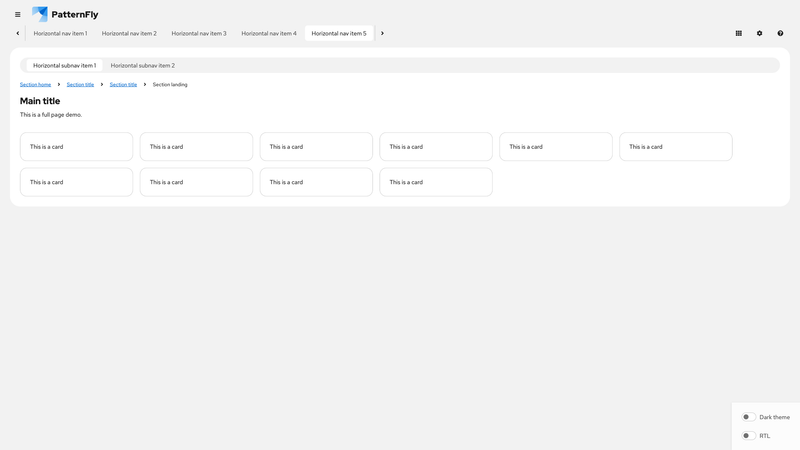 PatternFly
Horizontal nav item 1 Horizontal nav item 2 Horizontal nav item 3 Horizontal nav item 4 Horizontal nav item 5
Horizontal subnav item 1 Horizontal subnav item 2
Section home Section title Section title Section landing
Main title
This is a full page demo.
This is a card This is a card This is a card This is a card This is a card This is a card
This is a card This is a card This is a card This is a card
Dark theme
RTL